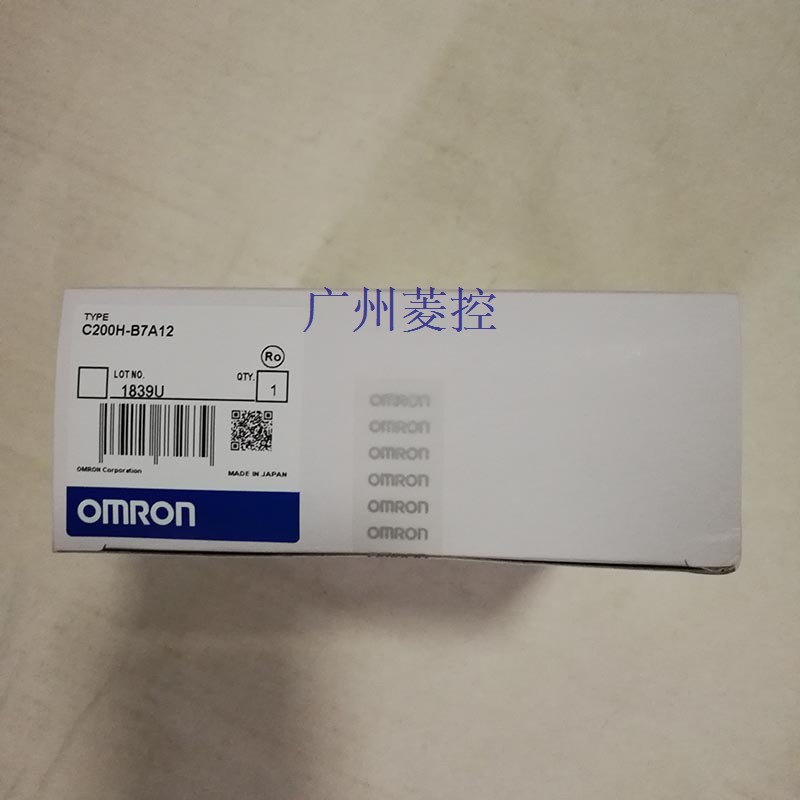 广州菱控
TYPE
C200H-B7A12
Ro
LOT NO.
QTY.
1839U
1
OMRON Corporation
MADE IN JAPAN
OMRON
OMRON
OMRON
OMRON
OMRON
OMRON
OMRON